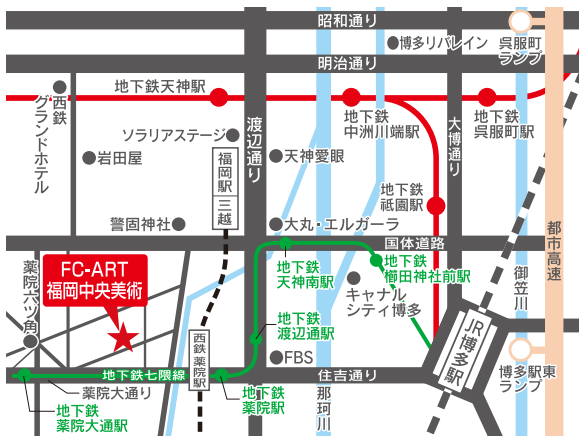 昭和通り
博多リバレイン
呉服町
ランプ
明治通り
西鉄
グランドホテル
地下鉄天神駅
地下鉄
中洲川端駅
地下鉄
呉服町駅
渡辺通り
大博通り
ソラリアステージ
岩田屋
福岡駅
三越
天神愛眼
地下鉄
祇園駅
警固神社
大丸・エルガーラ
国体道路
都市高速
薬院六ツ角
FC-ART
福岡中央美術
地下鉄
天神南駅
地下鉄
櫛田神社前駅
キャナル
シティ博多
御笠川
地下鉄
渡辺通駅
JR博多駅
西鉄薬院駅
FBS
地下鉄七隈線
住吉通り
博多駅東
ランプ
薬院大通り
地下鉄
薬院大通駅
地下鉄
薬院駅
那珂川